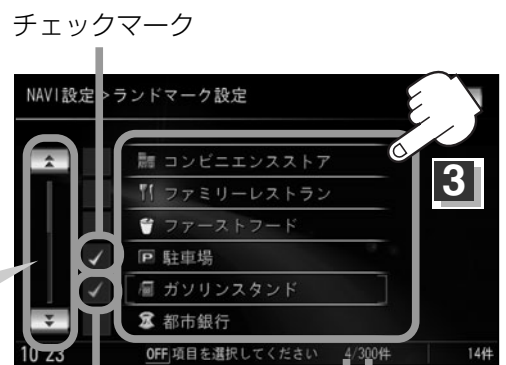 チェックマーク
NAVI設定>ランドマーク設定
コンビニエンスストア
ファミリーレストラン
ファーストフード
P 駐車場
ガソリンスタンド
都市銀行
3
10 23 OFF 項目を選択してください 4/300件 14件